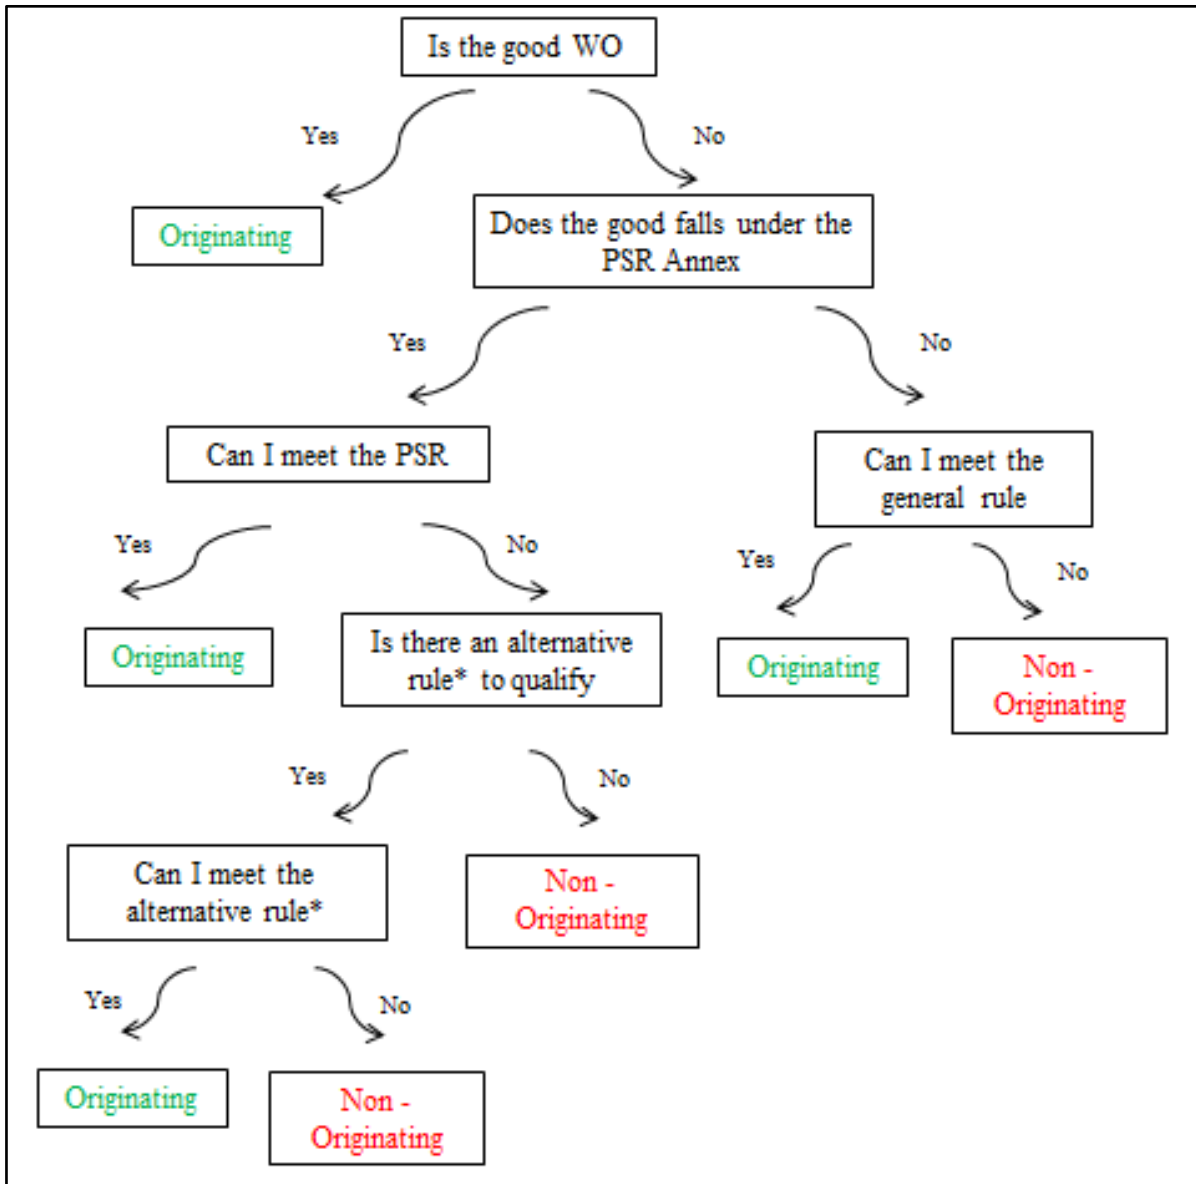 Is the good WO
Yes
No
Originating
Does the good falls under the
PSR Annex
Yes
No
Can I meet the PSR
Can I meet the
general rule
Yes
No
Yes
No
Originating
Is there an alternative
rule* to qualify
Originating
Non -
Originating
Yes
No
Can I meet the
alternative rule*
Non -
Originating
Yes
No
Originating
Non -
Originating